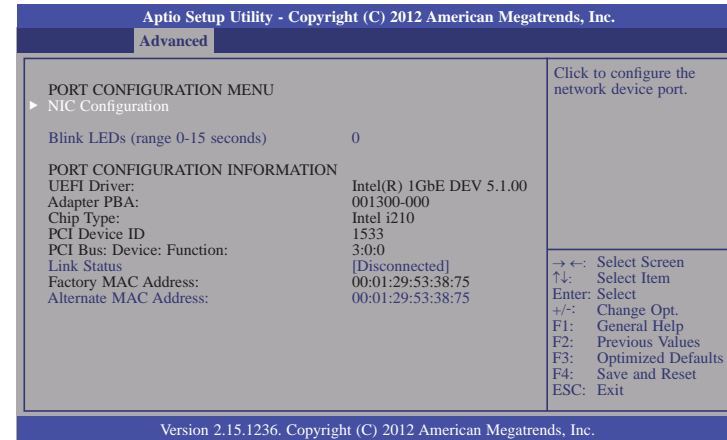 Aptio Setup Utility - Copyright (C) 2012 American Megatrends, Inc.
Advanced
PORT CONFIGURATION MENU
► NIC Configuration
Blink LEDs (range 0-15 seconds) 0
PORT CONFIGURATION INFORMATION
UEFI Driver: Intel(R) 1GbE DEV 5.1.00
Adapter PBA: 001300-000
Chip Type: Intel i210
PCI Device ID 1533
PCI Bus: Device: Function: 3:0:0
Link Status [Disconnected]
Factory MAC Address: 00:01:29:53:38:75
Alternate MAC Address: 00:01:29:53:38:75
Click to configure the
network device port.
→←: Select Screen
↑↓: Select Item
Enter: Select
+/-: Change Opt.
F1: General Help
F2: Previous Values
F3: Optimized Defaults
F4: Save and Reset
ESC: Exit
Version 2.15.1236. Copyright (C) 2012 American Megatrends, Inc.